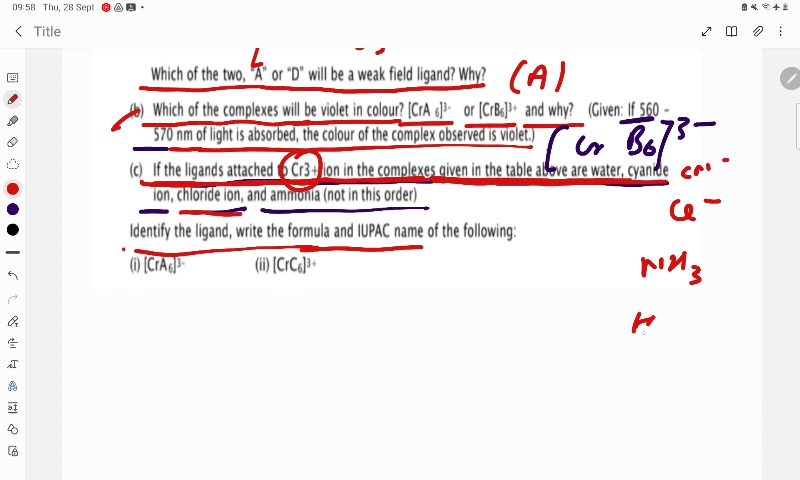 09:58 Thu, 28 Sept
Title
Which of the two, "A" or "D" will be a weak field ligand? Why? (A)
(b) Which of the complexes will be violet in colour? [CrA 6]³⁻ or [CrB₆]³⁺ and why? (Given: If 560 -
570 nm of light is absorbed, the colour of the complex observed is violet.)
[Cr B₆]³⁻
(c) If the ligands attached to Cr3+ ion in the complexes given in the table above are water, cyanide
ion, chloride ion, and ammonia (not in this order)
Cl⁻
Identify the ligand, write the formula and IUPAC name of the following:
(i) [CrA₆]³⁻ (ii) [CrC₆]³⁺
NH₃
H